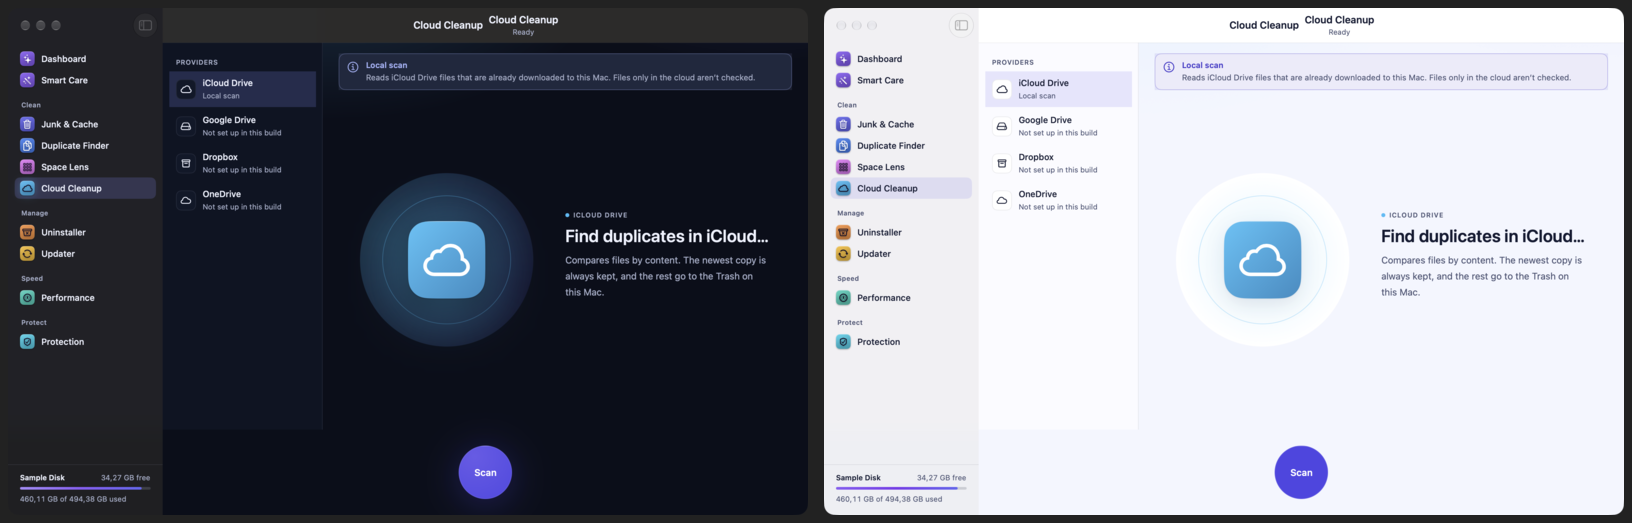 Cloud Cleanup
Cloud Cleanup
Ready
Dashboard
Smart Care
Clean
Junk & Cache
Duplicate Finder
Space Lens
Cloud Cleanup
Manage
Uninstaller
Updater
Speed
Performance
Protect
Protection
Sample Disk 34,27 GB free
460,11 GB of 494,38 GB used
PROVIDERS
iCloud Drive
Local scan
Google Drive
Not set up in this build
Dropbox
Not set up in this build
OneDrive
Not set up in this build
Local scan
Reads iCloud Drive files that are already downloaded to this Mac. Files only in the cloud aren't checked.
ICLOUD DRIVE
Find duplicates in iCloud...
Compares files by content. The newest copy is
always kept, and the rest go to the Trash on
this Mac.
Scan
Cloud Cleanup
Cloud Cleanup
Ready
Dashboard
Smart Care
Clean
Junk & Cache
Duplicate Finder
Space Lens
Cloud Cleanup
Manage
Uninstaller
Updater
Speed
Performance
Protect
Protection
Sample Disk 34,27 GB free
460,11 GB of 494,38 GB used
PROVIDERS
iCloud Drive
Local scan
Google Drive
Not set up in this build
Dropbox
Not set up in this build
OneDrive
Not set up in this build
Local scan
Reads iCloud Drive files that are already downloaded to this Mac. Files only in the cloud aren't checked.
ICLOUD DRIVE
Find duplicates in iCloud...
Compares files by content. The newest copy is
always kept, and the rest go to the Trash on
this Mac.
Scan